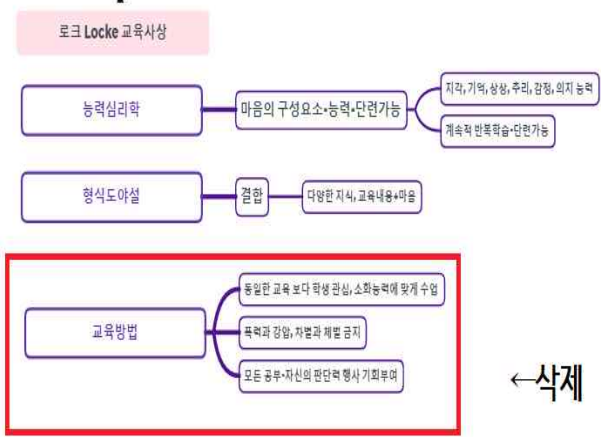 로크 Locke 교육사상
능력심리학
마음의 구성요소•능력•단련가능
지각, 기억, 상상, 추리, 감정, 의지 능력
계속적 반복학습•단련가능
형식도야설
결합
다양한 지식, 교육내용+마음
교육방법
동일한 교육 보다 학생 관심, 소화능력에 맞게 수업
폭력과 강압, 차별과 체벌 금지
모든 공부•자신의 판단력 행사 기회부여
←삭제